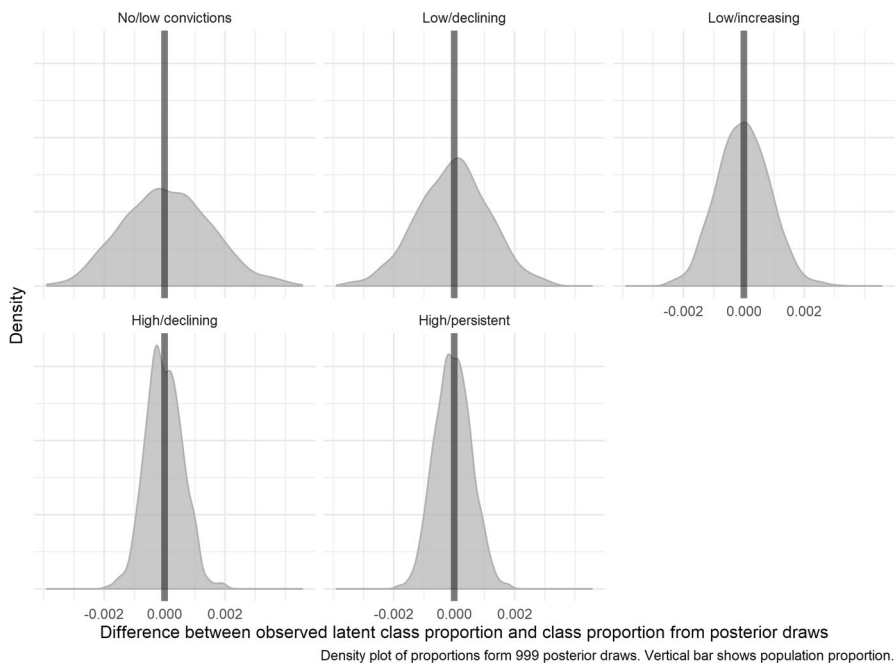 No/low convictions
Low/declining
Low/increasing
Density
-0.002 0.000 0.002
High/declining
High/persistent
-0.002 0.000 0.002
-0.002 0.000 0.002
Difference between observed latent class proportion and class proportion from posterior draws
Density plot of proportions form 999 posterior draws. Vertical bar shows population proportion.